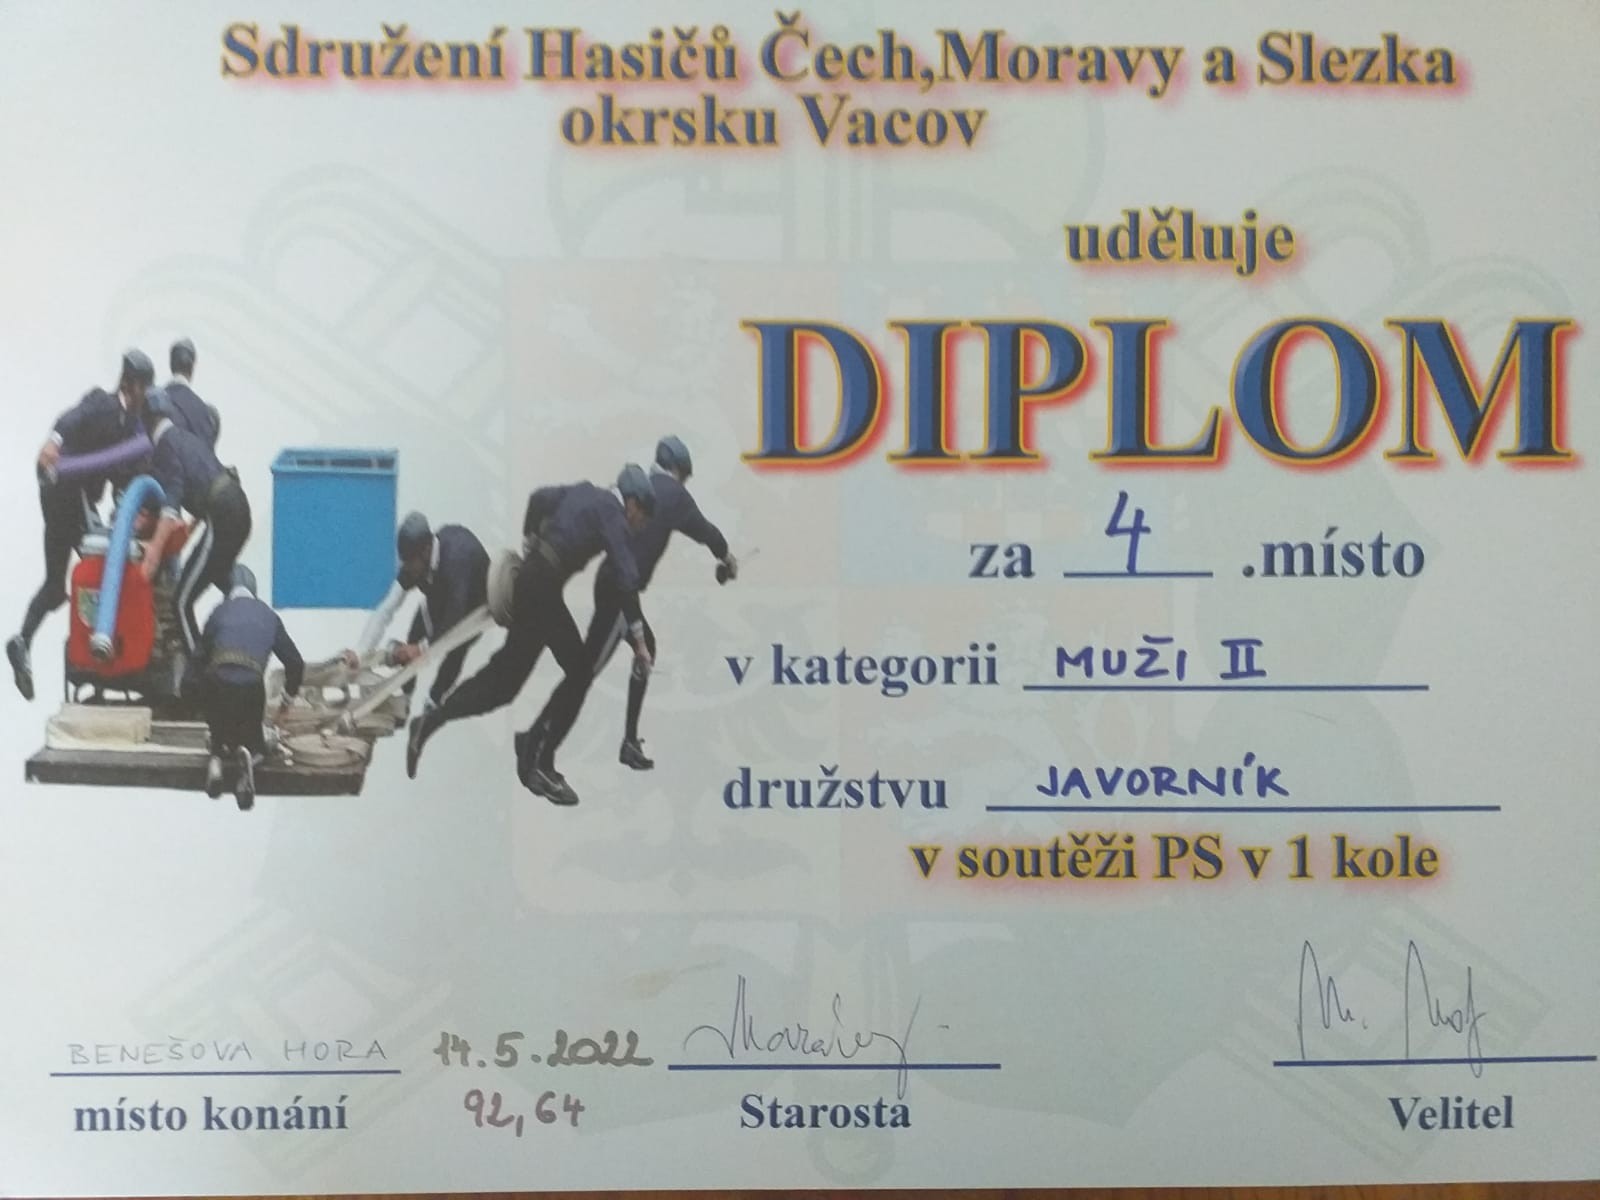 Sdružení Hasičů Čech,Moravy a Slezka
okrsku Vacov
uděluje
DIPLOM
za 4 .místo
v kategorii MUŽI II
družstvu JAVORNÍK
v soutěži PS v 1 kole
BENEŠOVA HORA 14.5.2022
místo konání 92,64 Starosta Velitel